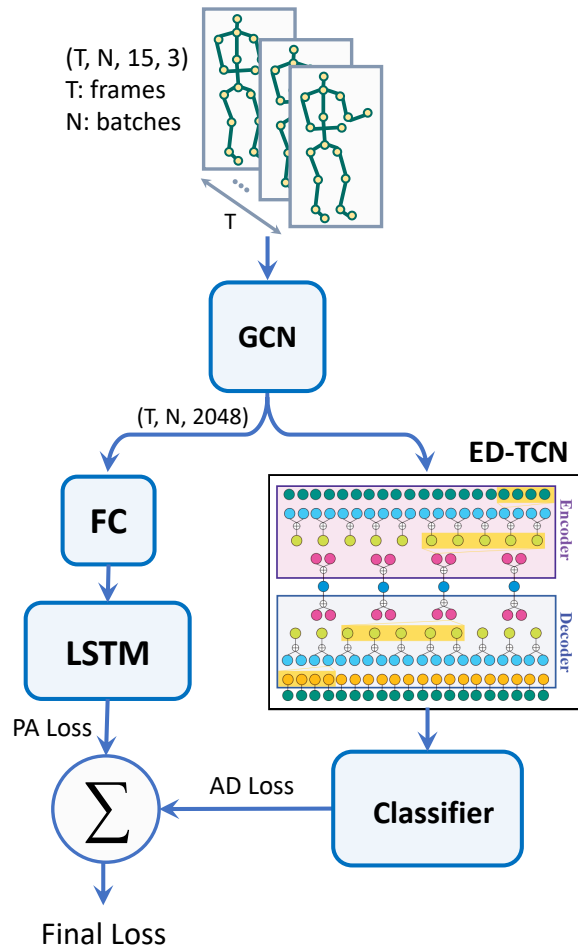 (T, N, 15, 3)
T: frames
N: batches
...
T
GCN
(T, N, 2048)
ED-TCN
FC
Encoder
Decoder
LSTM
PA Loss
AD Loss
∑
Classifier
Final Loss